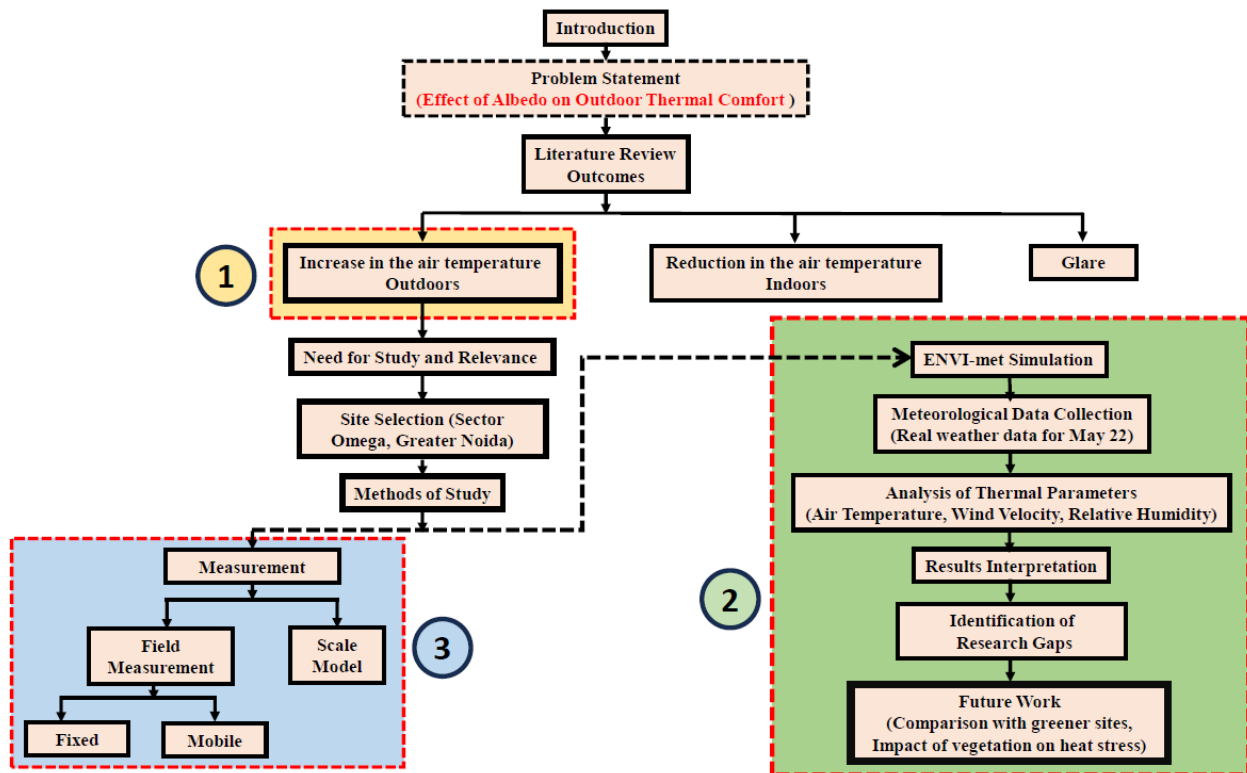 Introduction
Problem Statement
(Effect of Albedo on Outdoor Thermal Comfort )
Literature Review
Outcomes
1
Increase in the air temperature
Outdoors
Reduction in the air temperature
Indoors
Glare
Need for Study and Relevance
Site Selection (Sector
Omega, Greater Noida)
Methods of Study
Measurement
Field
Measurement
Scale
Model
3
Fixed
Mobile
ENVI-met Simulation
Meteorological Data Collection
(Real weather data for May 22)
Analysis of Thermal Parameters
(Air Temperature, Wind Velocity, Relative Humidity)
Results Interpretation
2
Identification of
Research Gaps
Future Work
(Comparison with greener sites,
Impact of vegetation on heat stress)